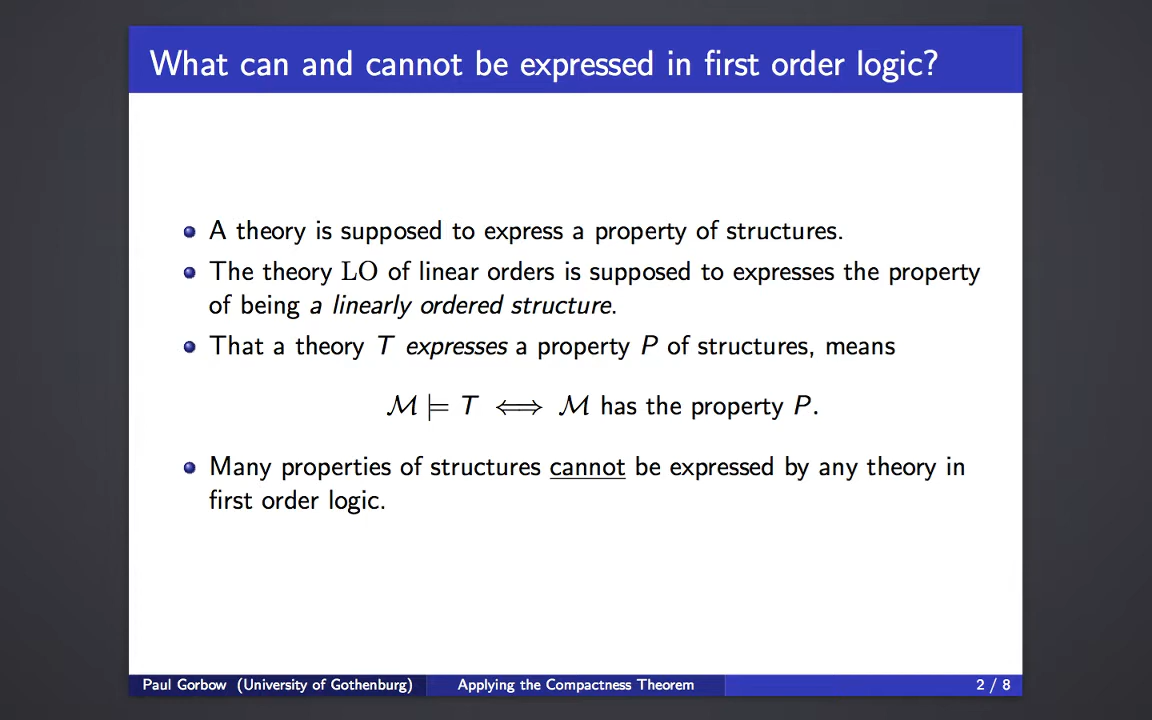 What can and cannot be expressed in first order logic?
A theory is supposed to express a property of structures.
The theory LO of linear orders is supposed to expresses the property
of being a linearly ordered structure.
That a theory T expresses a property P of structures, means
ℳ ⊨ T ⟺ ℳ has the property P.
Many properties of structures cannot be expressed by any theory in
first order logic.
Paul Gorbow (University of Gothenburg) Applying the Compactness Theorem 2 / 8